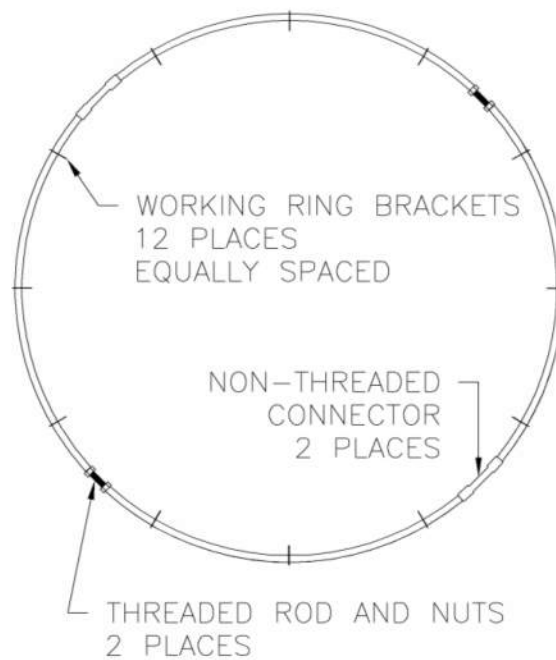 WORKING RING BRACKETS
12 PLACES
EQUALLY SPACED
NON-THREADED
CONNECTOR
2 PLACES
THREADED ROD AND NUTS
2 PLACES